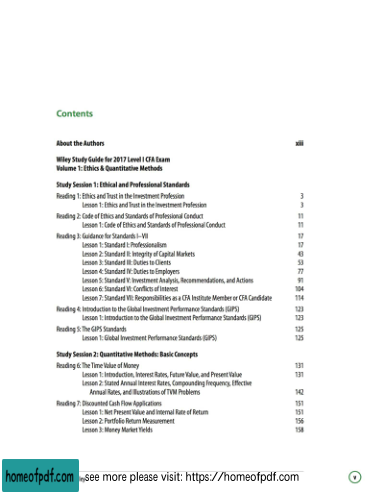 Contents
About the Authors xiii
Wiley Study Guide for 2017 Level I CFA Exam
Volume 1: Ethics & Quantitative Methods
Study Session 1: Ethical and Professional Standards
Reading 1: Ethics and Trust in the Investment Profession 3
Lesson 1: Ethics and Trust in the Investment Profession 3
Reading 2: Code of Ethics and Standards of Professional Conduct 11
Lesson 1: Code of Ethics and Standards of Professional Conduct 11
Reading 3: Guidance for Standards I–VII 17
Lesson 1: Standard I: Professionalism 17
Lesson 2: Standard II: Integrity of Capital Markets 43
Lesson 3: Standard III: Duties to Clients 53
Lesson 4: Standard IV: Duties to Employers 77
Lesson 5: Standard V: Investment Analysis, Recommendations, and Actions 91
Lesson 6: Standard VI: Conflicts of Interest 104
Lesson 7: Standard VII: Responsibilities as a CFA Institute Member or CFA Candidate 114
Reading 4: Introduction to the Global Investment Performance Standards (GIPS) 123
Lesson 1: Introduction to the Global Investment Performance Standards (GIPS) 123
Reading 5: The GIPS Standards 125
Lesson 1: Global Investment Performance Standards (GIPS) 125
Study Session 2: Quantitative Methods: Basic Concepts
Reading 6: The Time Value of Money 131
Lesson 1: Introduction, Interest Rates, Future Value, and Present Value 131
Lesson 2: Stated Annual Interest Rates, Compounding Frequency, Effective
Annual Rates, and Illustrations of TVM Problems 142
Reading 7: Discounted Cash Flow Applications 151
Lesson 1: Net Present Value and Internal Rate of Return 151
Lesson 2: Portfolio Return Measurement 156
Lesson 3: Money Market Yields 158
homeofpdf.com see more please visit: https://homeofpdf.com v